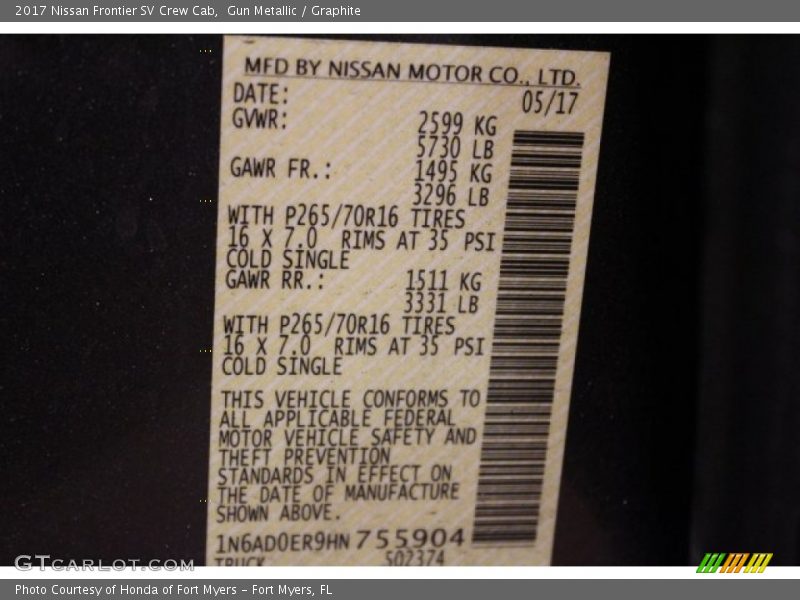 2017 Nissan Frontier SV Crew Cab,  Gun Metallic / Graphite
MFD BY NISSAN MOTOR CO., LTD.
DATE: 05/17
GVWR: 2599 KG
5730 LB
GAWR FR.: 1495 KG
3296 LB
WITH P265/70R16 TIRES
16 X 7.0 RIMS AT 35 PSI
COLD SINGLE
GAWR RR.: 1511 KG
3331 LB
WITH P265/70R16 TIRES
16 X 7.0 RIMS AT 35 PSI
COLD SINGLE
THIS VEHICLE CONFORMS TO
ALL APPLICABLE FEDERAL
MOTOR VEHICLE SAFETY AND
THEFT PREVENTION
STANDARDS IN EFFECT ON
THE DATE OF MANUFACTURE
SHOWN ABOVE.
1N6AD0ER9HN755904
TRUCK S02374
GTCARLOT.COM
Photo Courtesy of Honda of Fort Myers - Fort Myers, FL